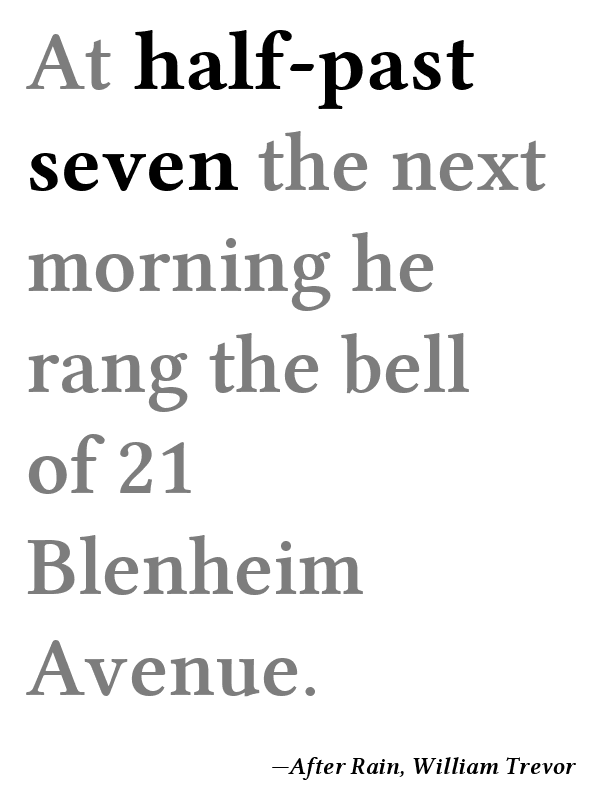 At half-past
seven the next
morning he
rang the bell
of 21
Blenheim
Avenue.
—After Rain, William Trevor